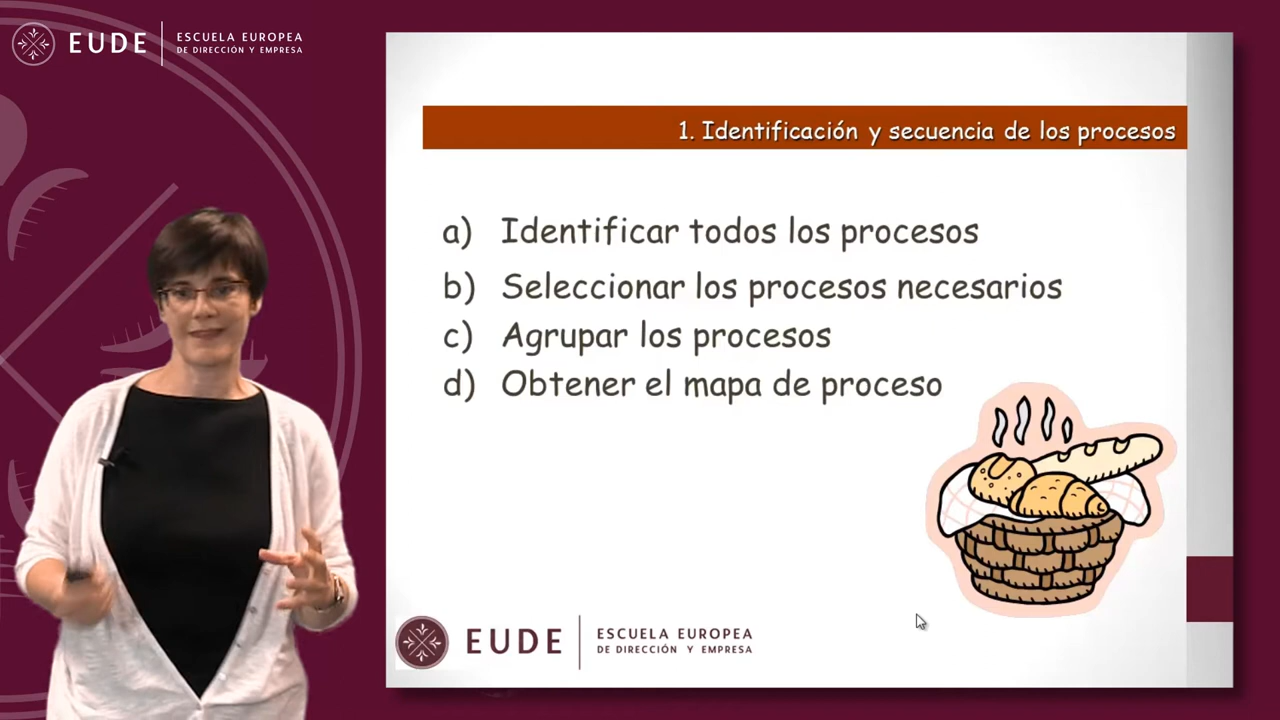 EUDE
ESCUELA EUROPEA
DE DIRECCIÓN Y EMPRESA
1. Identificación y secuencia de los procesos
a) Identificar todos los procesos
b) Seleccionar los procesos necesarios
c) Agrupar los procesos
d) Obtener el mapa de proceso
EUDE
ESCUELA EUROPEA
DE DIRECCIÓN Y EMPRESA